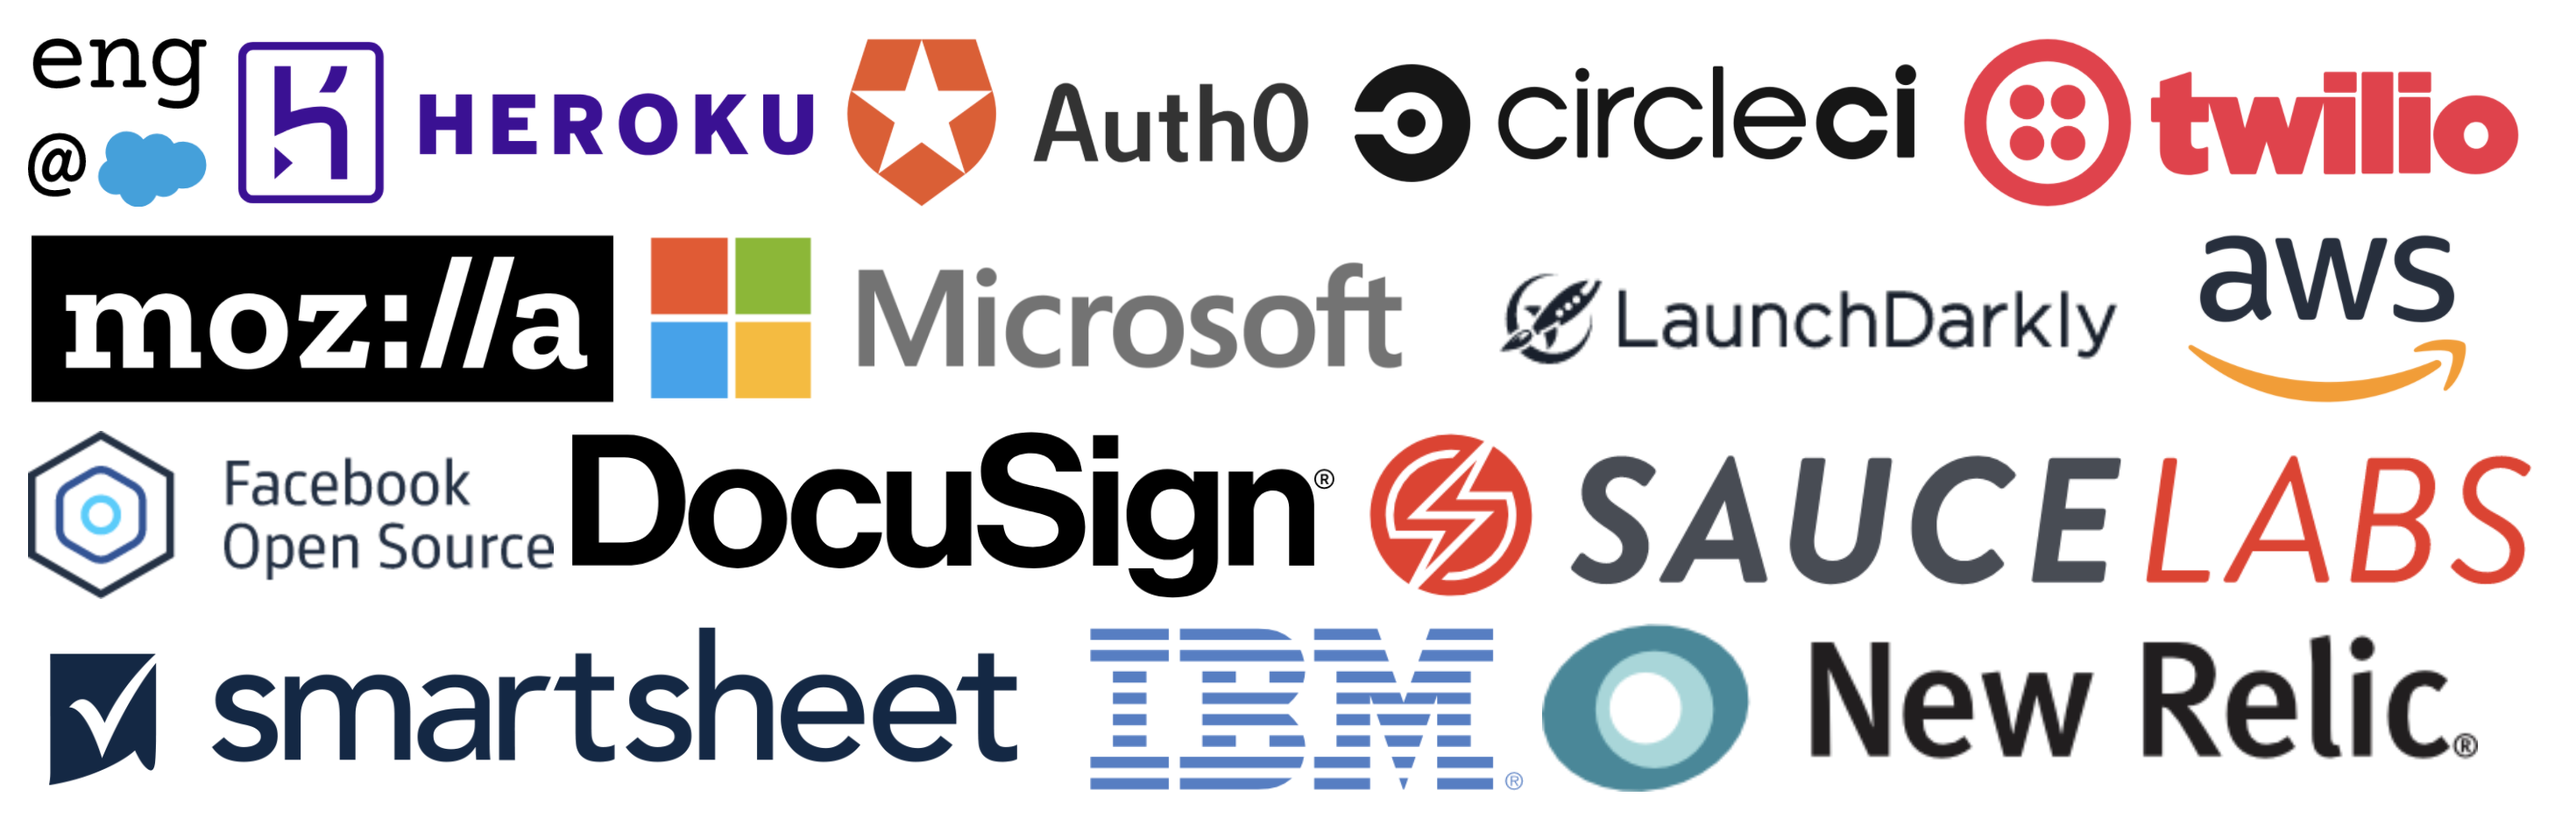 eng
@
HEROKU
Auth0
circleci
twilio
moz://a
Microsoft
LaunchDarkly
aws
Facebook
Open Source
DocuSign®
SAUCELABS
smartsheet
IBM®
New Relic®